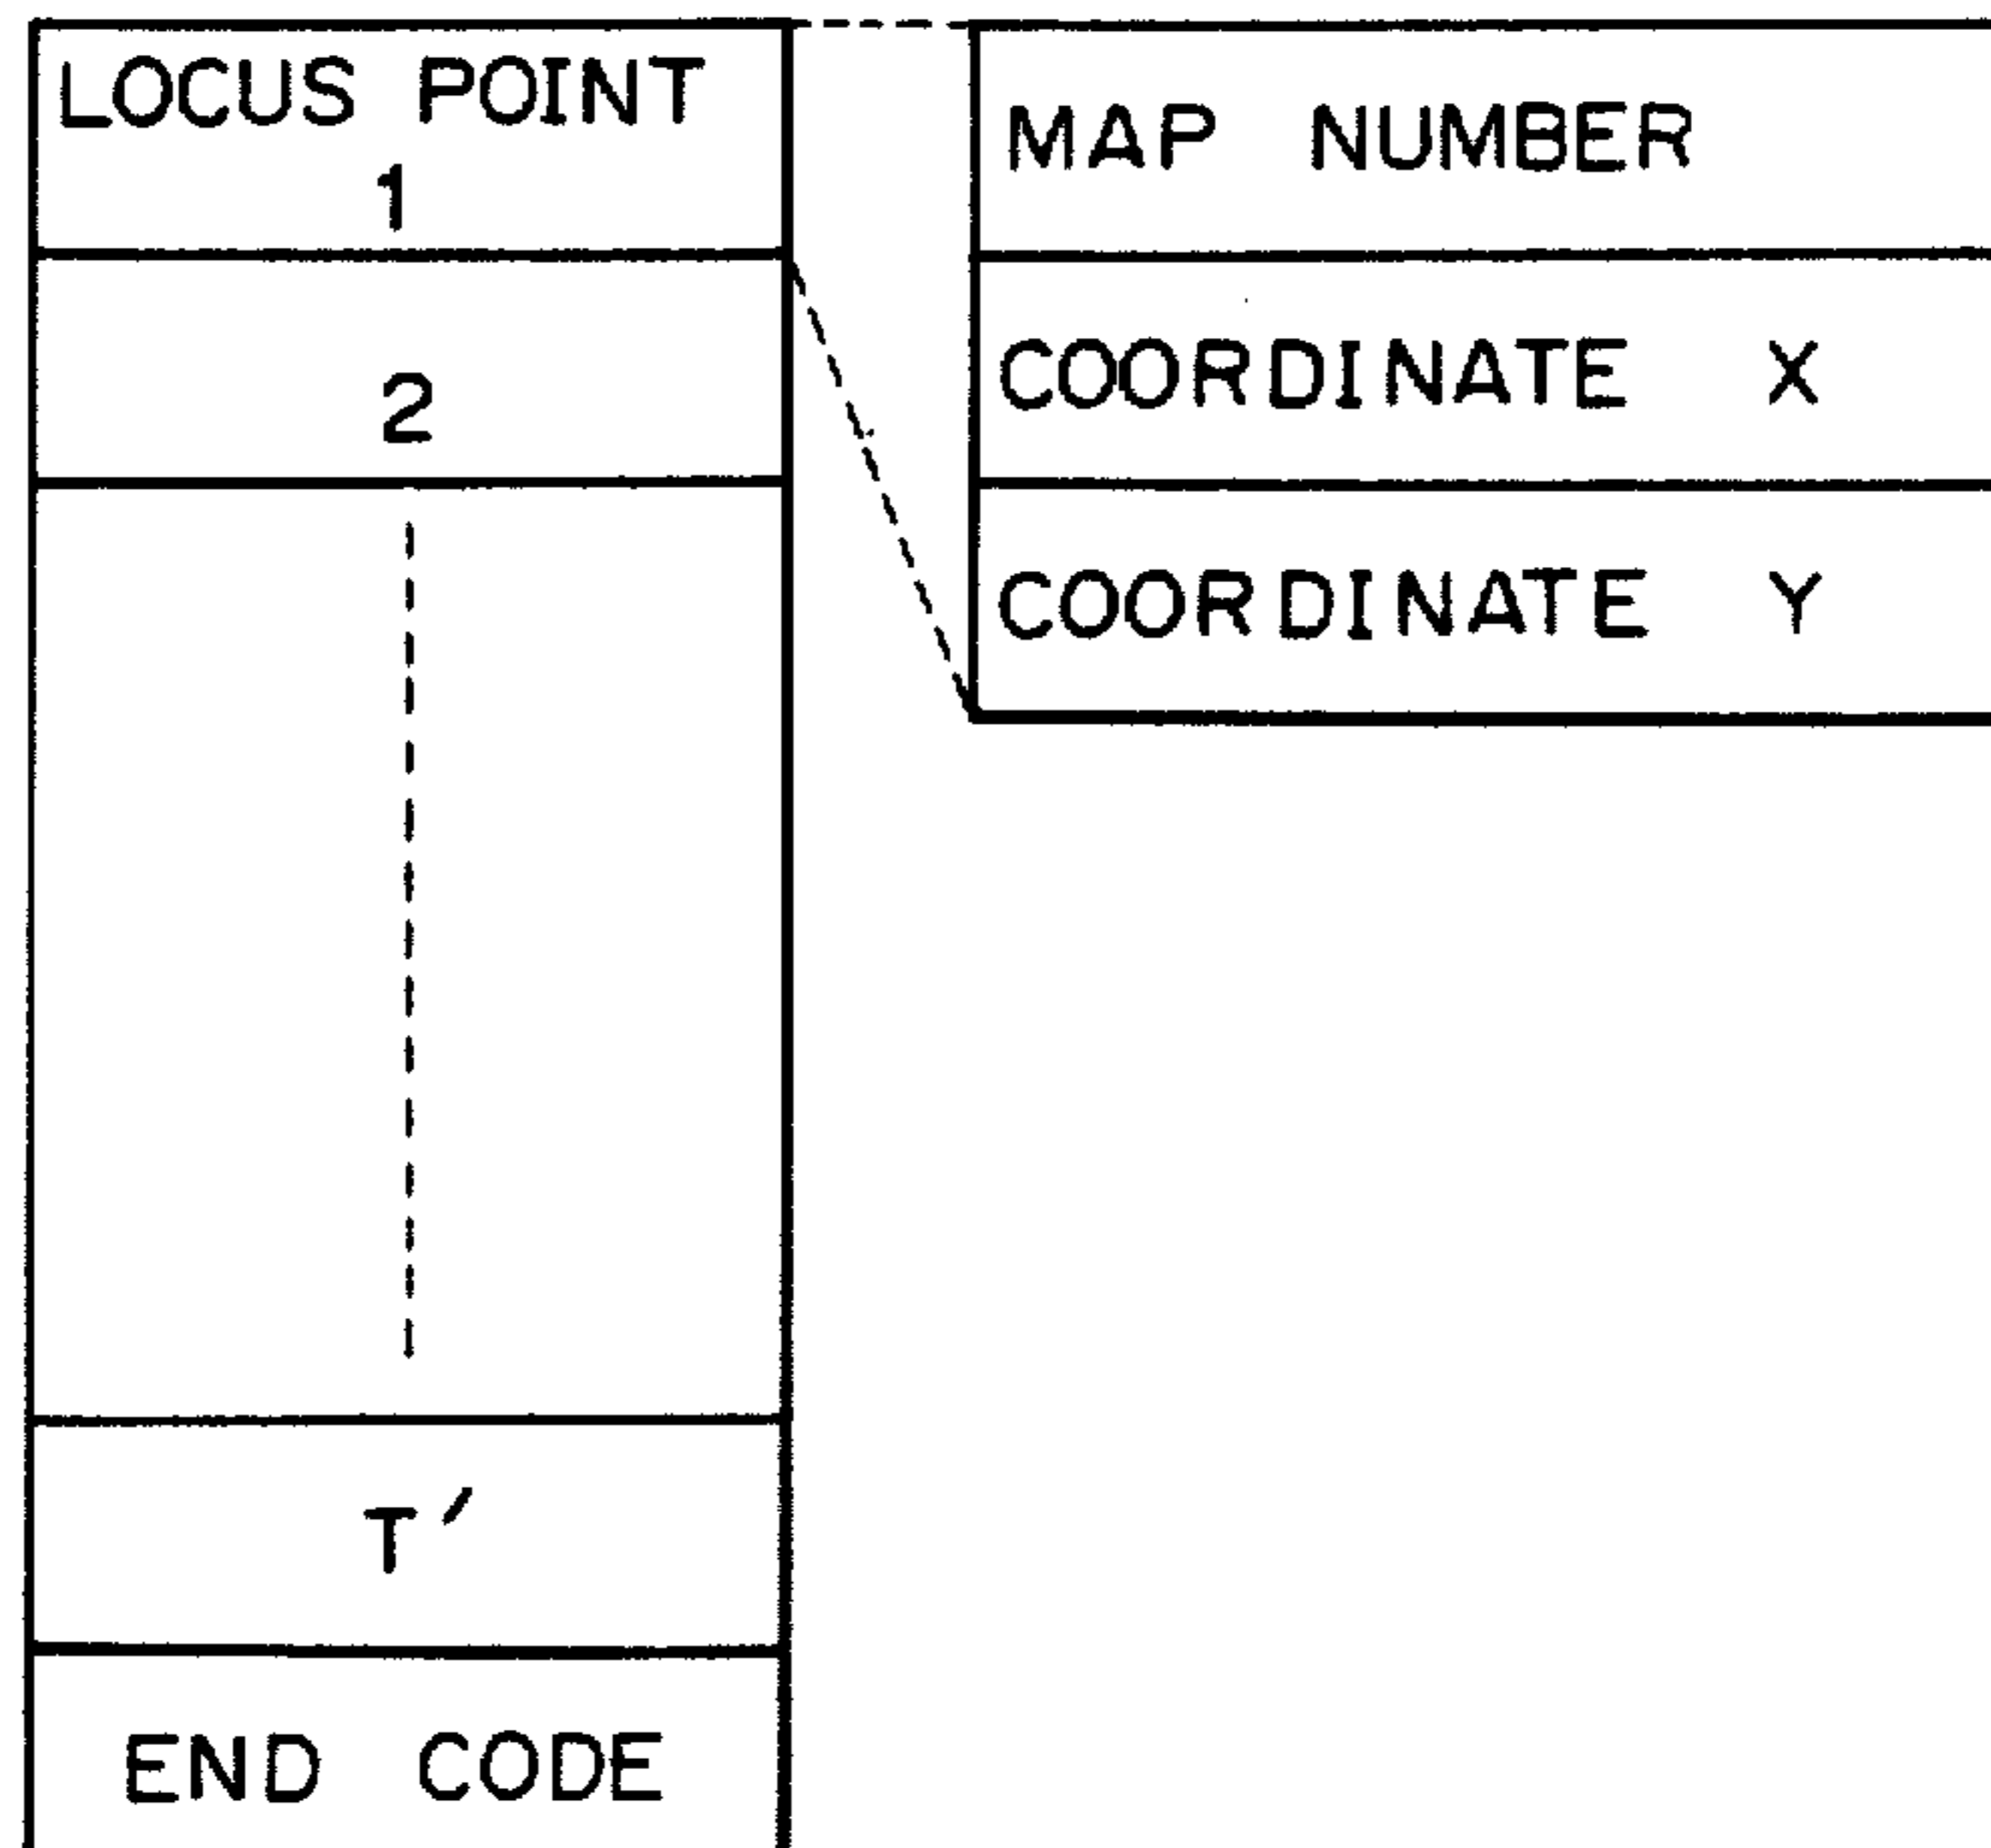 LOCUS POINT
1
2
T′
END CODE
MAP NUMBER
COORDINATE X
COORDINATE Y